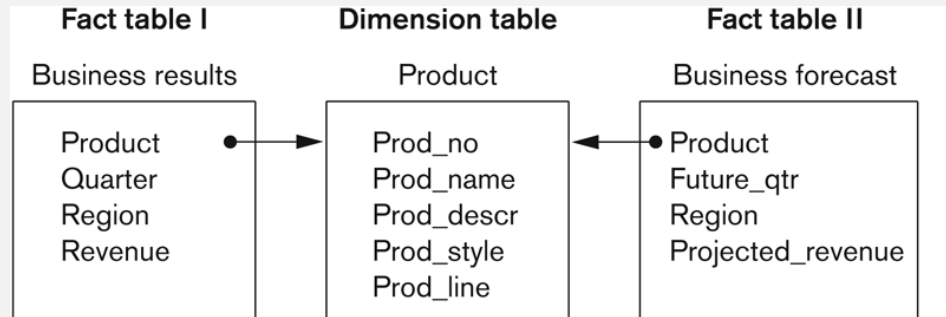 Fact table I
Dimension table
Fact table II
Business results
Product
Business forecast
Product
Quarter
Region
Revenue
Prod_no
Prod_name
Prod_descr
Prod_style
Prod_line
Product
Future_qtr
Region
Projected_revenue